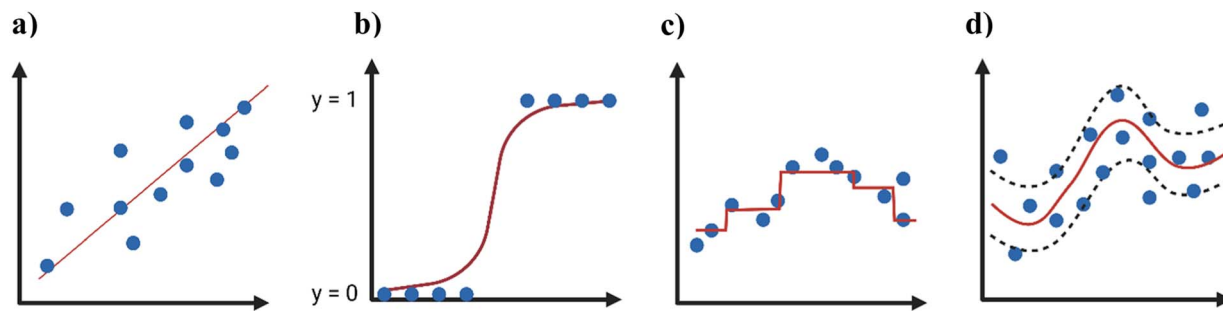 a)
b)
c)
d)
y = 1
y = 0